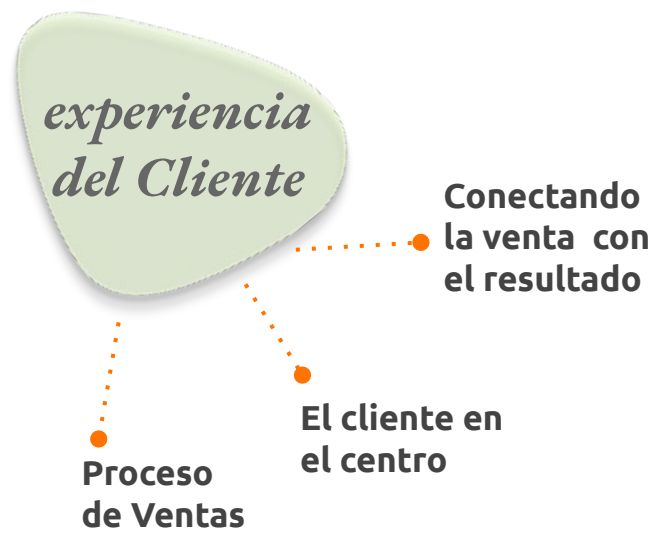 experiencia
del Cliente
Conectando
la venta con
el resultado
El cliente en
el centro
Proceso
de Ventas